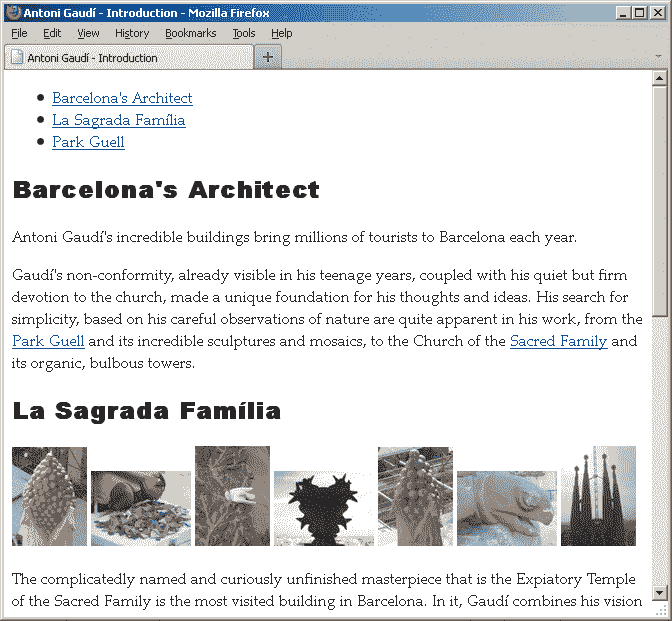 Antoni Gaudí - Introduction - Mozilla Firefox
File Edit View History Bookmarks Tools Help
Antoni Gaudí - Introduction
Barcelona's Architect
La Sagrada Família
Park Guell
Barcelona's Architect
Antoni Gaudí's incredible buildings bring millions of tourists to Barcelona each year.
Gaudí's non-conformity, already visible in his teenage years, coupled with his quiet but firm
devotion to the church, made a unique foundation for his thoughts and ideas. His search for
simplicity, based on his careful observations of nature are quite apparent in his work, from the
Park Guell and its incredible sculptures and mosaics, to the Church of the Sacred Family and
its organic, bulbous towers.
La Sagrada Família
The complicatedly named and curiously unfinished masterpiece that is the Expiatory Temple
of the Sacred Family is the most visited building in Barcelona. In it, Gaudí combines his vision